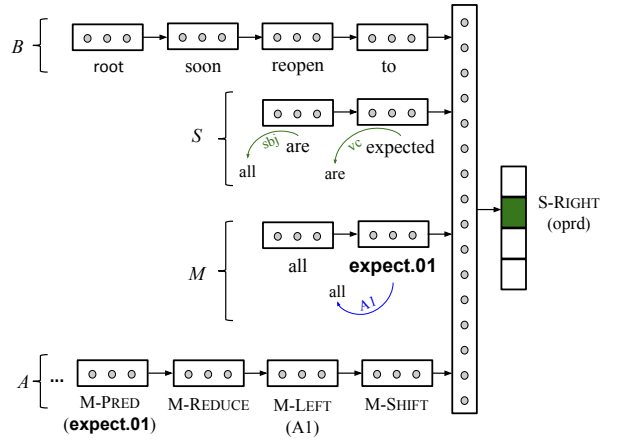 B
root soon reopen to
S
sbj are vc expected
all are
S-RIGHT
(oprd)
M
all expect.01
all A1
A ...
M-PRED M-REDUCE M-LEFT M-SHIFT
(expect.01) (A1)